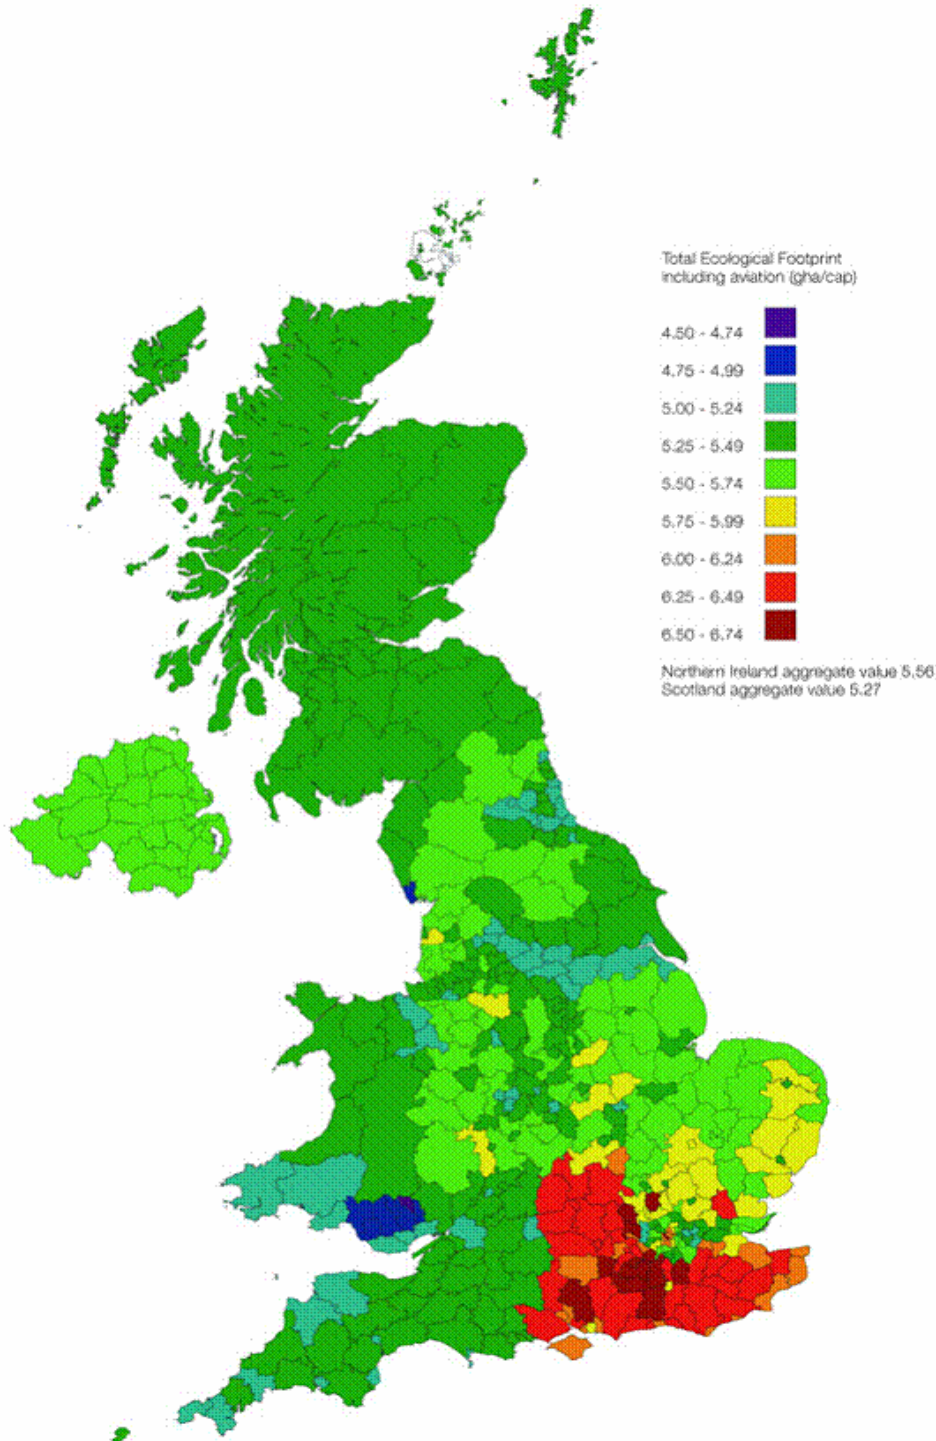 Total Ecological Footprint
including aviation (gha/cap)
4.50 - 4.74
4.75 - 4.99
5.00 - 5.24
5.25 - 5.49
5.50 - 5.74
5.75 - 5.99
6.00 - 6.24
6.25 - 6.49
6.50 - 6.74
Northern Ireland aggregate value 5.56
Scotland aggregate value 5.27